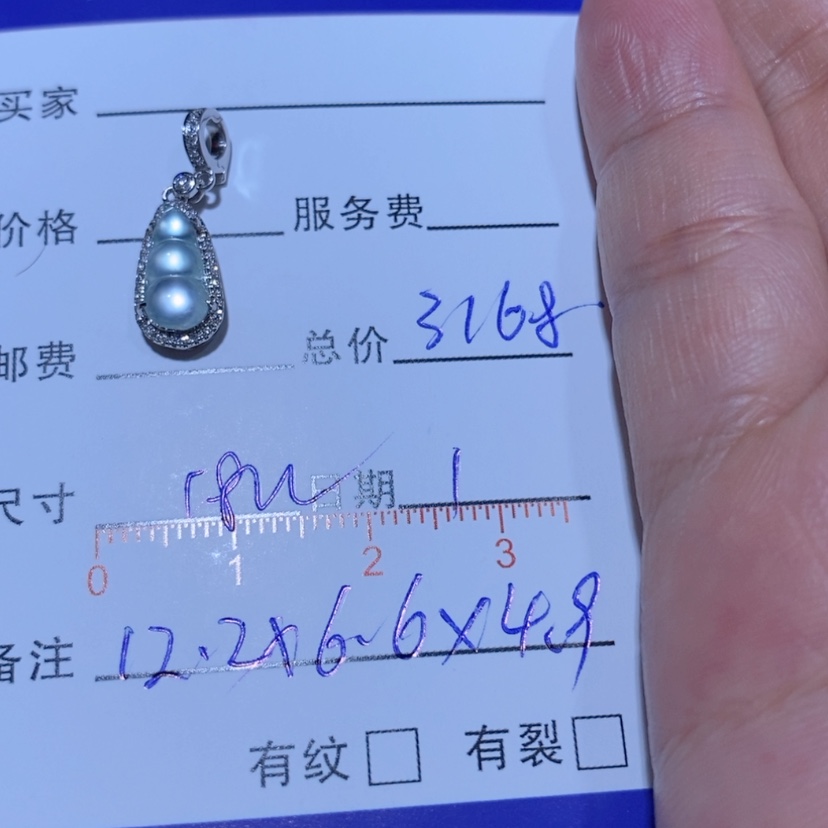 买家
价格 服务费
邮费 总价 3168
尺寸 18K 日期 1
0 1 2 3
备注 12.2x6.6x4.9
有纹 有裂